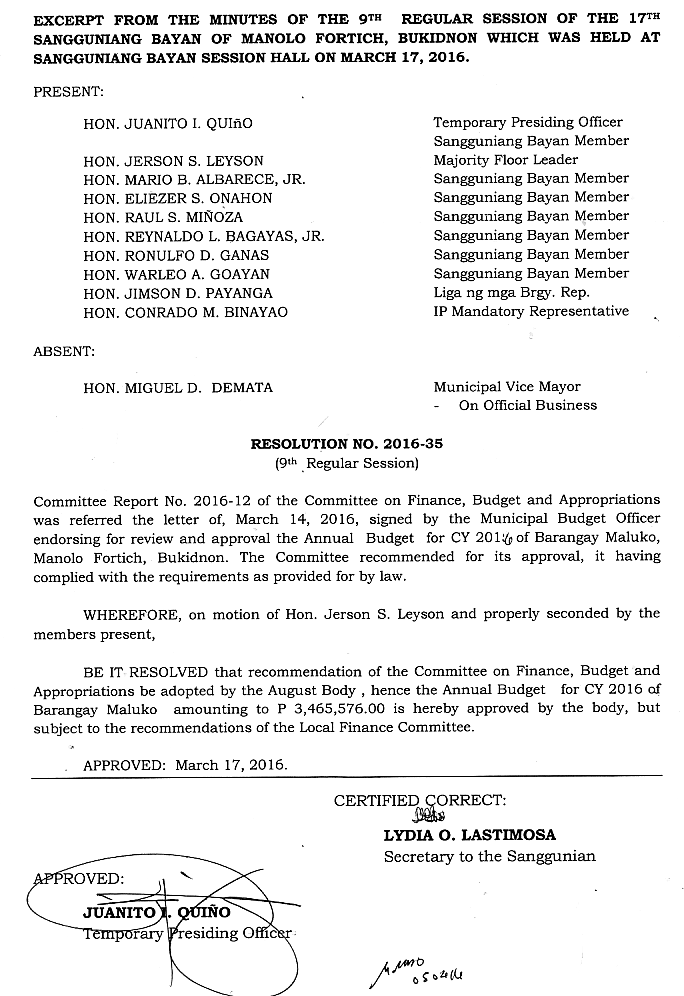 EXCERPT FROM THE MINUTES OF THE 9TH REGULAR SESSION OF THE 17TH
SANGGUNIANG BAYAN OF MANOLO FORTICH, BUKIDNON WHICH WAS HELD AT
SANGGUNIANG BAYAN SESSION HALL ON MARCH 17, 2016.
PRESENT:
HON. JUANITO I. QUIñO Temporary Presiding Officer
Sangguniang Bayan Member
HON. JERSON S. LEYSON Majority Floor Leader
HON. MARIO B. ALBARECE, JR. Sangguniang Bayan Member
HON. ELIEZER S. ONAHON Sangguniang Bayan Member
HON. RAUL S. MIÑOZA Sangguniang Bayan Member
HON. REYNALDO L. BAGAYAS, JR. Sangguniang Bayan Member
HON. RONULFO D. GANAS Sangguniang Bayan Member
HON. WARLEO A. GOAYAN Sangguniang Bayan Member
HON. JIMSON D. PAYANGA Liga ng mga Brgy. Rep.
HON. CONRADO M. BINAYAO IP Mandatory Representative
ABSENT:
HON. MIGUEL D. DEMATA Municipal Vice Mayor
- On Official Business
RESOLUTION NO. 2016-35
(9th Regular Session)
Committee Report No. 2016-12 of the Committee on Finance, Budget and Appropriations
was referred the letter of, March 14, 2016, signed by the Municipal Budget Officer
endorsing for review and approval the Annual Budget for CY 2016 of Barangay Maluko,
Manolo Fortich, Bukidnon. The Committee recommended for its approval, it having
complied with the requirements as provided for by law.
WHEREFORE, on motion of Hon. Jerson S. Leyson and properly seconded by the
members present,
BE IT RESOLVED that recommendation of the Committee on Finance, Budget and
Appropriations be adopted by the August Body , hence the Annual Budget for CY 2016 of
Barangay Maluko amounting to P 3,465,576.00 is hereby approved by the body, but
subject to the recommendations of the Local Finance Committee.
APPROVED: March 17, 2016.
CERTIFIED CORRECT:
LYDIA O. LASTIMOSA
Secretary to the Sanggunian
APPROVED:
JUANITO I. QUIÑO
Temporary Presiding Officer